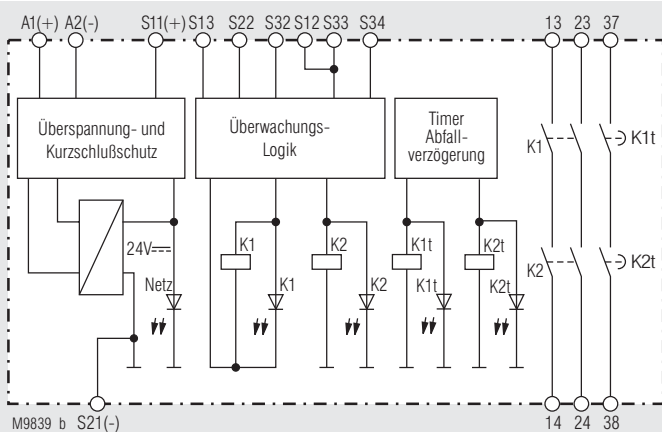 A1(+) A2(-) S11(+) S13 S22 S32 S12 S33 S34 13 23 37
Überspannung- und
Kurzschlußschutz
Überwachungs-
Logik
Timer
Abfall-
verzögerung
K1
K1t
24V
K1
K2
K1t
K2t
K2
K2t
Netz
K1
K2
K1t
K2t
M9839 b S21(-) 14 24 38